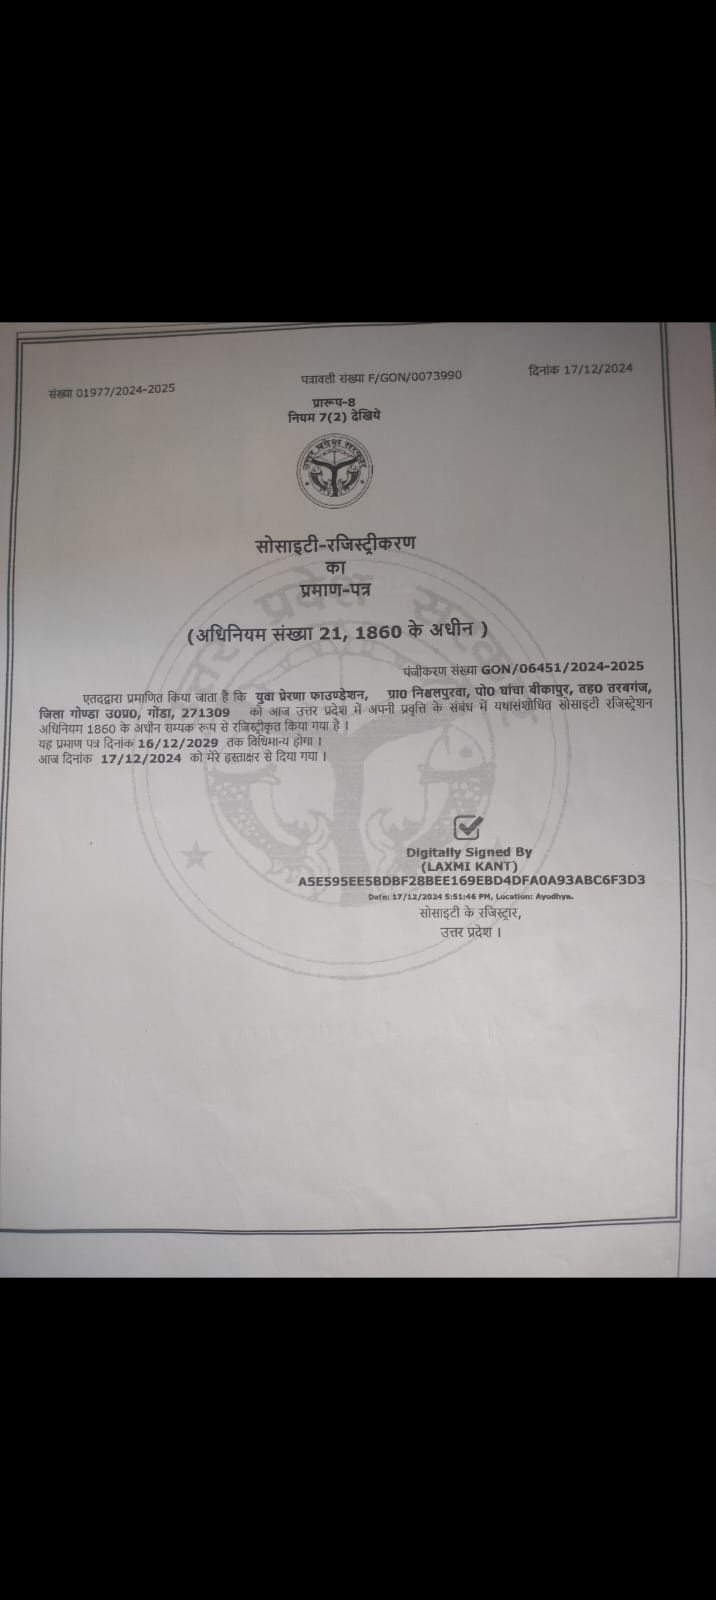 संख्या 01977/2024-2025
पत्रावली संख्या F/GON/0073990
दिनांक 17/12/2024
प्रारूप-8
नियम 7(2) देखिये
उत्तर प्रदेश सरकार
सोसाइटी-रजिस्ट्रीकरण
का
प्रमाण-पत्र
(अधिनियम संख्या 21, 1860 के अधीन )
पंजीकरण संख्या GON/06451/2024-2025
एतदद्वारा प्रमाणित किया जाता है कि युवा प्रेरणा फाउण्डेशन, ग्रा0 निश्चलपुरवा, पो0 घांचा बीकापुर, तह0 तरबगंज,
जिला गोण्डा उ0प्र0, गोंडा, 271309 को आज उत्तर प्रदेश में अपनी प्रवृत्ति के संबंध में यथासंशोधित सोसाइटी रजिस्ट्रेशन
अधिनियम 1860 के अधीन सम्यक रूप से रजिस्ट्रीकृत किया गया है ।
यह प्रमाण पत्र दिनांक 16/12/2029 तक विधिमान्य होगा ।
आज दिनांक 17/12/2024 को मेरे हस्ताक्षर से दिया गया ।
Digitally Signed By
(LAXMI KANT)
A5E595EE5BDBF28BEE169EBD4DFA0A93ABC6F3D3
Date: 17/12/2024 5:51:46 PM, Location: Ayodhya.
सोसाइटी के रजिस्ट्रार,
उत्तर प्रदेश ।